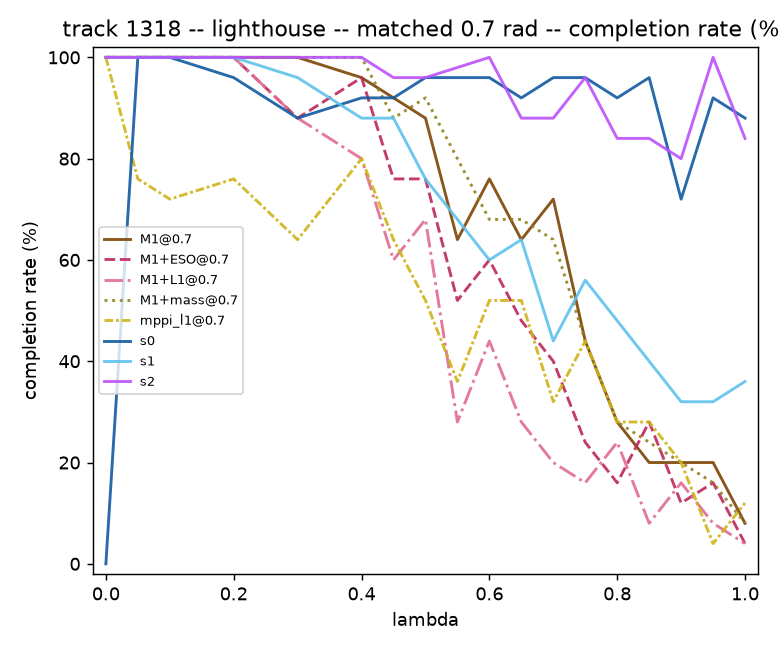 track 1318 -- lighthouse -- matched 0.7 rad -- completion rate (%
completion rate (%)
100
80
60
40
20
0
M1@0.7
M1+ESO@0.7
M1+L1@0.7
M1+mass@0.7
mppi_l1@0.7
s0
s1
s2
0.0 0.2 0.4 0.6 0.8 1.0
lambda